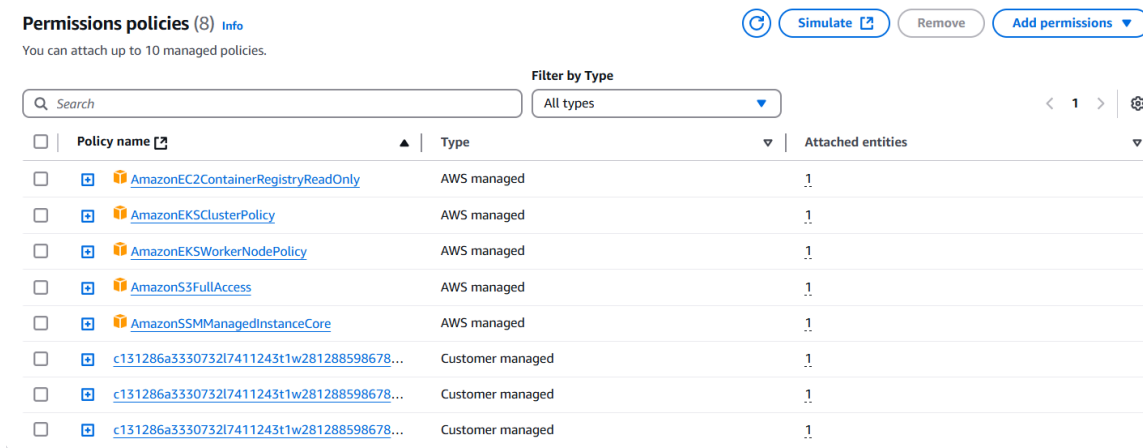 Permissions policies (8) Info
Simulate
Remove
Add permissions
You can attach up to 10 managed policies.
Filter by Type
Search
All types
1
Policy name
Type
Attached entities
AmazonEC2ContainerRegistryReadOnly AWS managed 1
AmazonEKSClusterPolicy AWS managed 1
AmazonEKSWorkerNodePolicy AWS managed 1
AmazonS3FullAccess AWS managed 1
AmazonSSMManagedInstanceCore AWS managed 1
c131286a3330732l7411243t1w281288598678... Customer managed 1
c131286a3330732l7411243t1w281288598678... Customer managed 1
c131286a3330732l7411243t1w281288598678... Customer managed 1